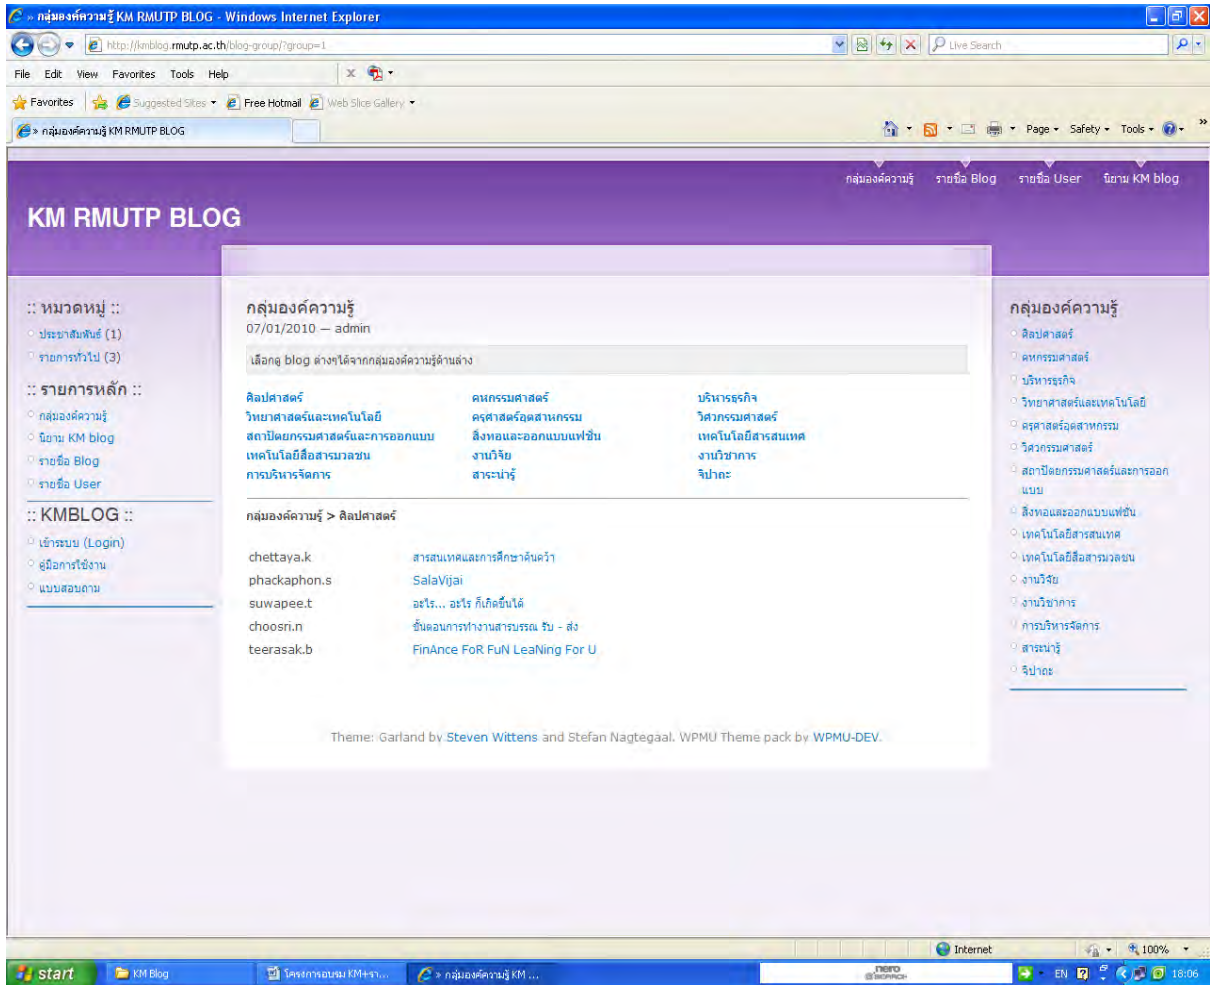 » กลุ่มองค์ความรู้ KM RMUTP BLOG - Windows Internet Explorer
http://kmblog.rmutp.ac.th/blog-group/?group=1
Live Search
File Edit View Favorites Tools Help
x
Favorites Suggested Sites Free Hotmail Web Slice Gallery
» กลุ่มองค์ความรู้ KM RMUTP BLOG
Page Safety Tools »
กลุ่มองค์ความรู้ รายชื่อ Blog รายชื่อ User นิยาม KM blog
KM RMUTP BLOG
:: หมวดหมู่ ::
ประชาสัมพันธ์ (1)
รายการทั่วไป (3)
:: รายการหลัก ::
กลุ่มองค์ความรู้
นิยาม KM blog
รายชื่อ Blog
รายชื่อ User
:: KMBLOG ::
เข้าระบบ (Login)
คู่มือการใช้งาน
แบบสอบถาม
กลุ่มองค์ความรู้
07/01/2010 — admin
เลือกดู blog ต่างๆได้จากกลุ่มองค์ความรู้ด้านล่าง
ศิลปศาสตร์ คหกรรมศาสตร์ บริหารธุรกิจ
วิทยาศาสตร์และเทคโนโลยี ครุศาสตร์อุตสาหกรรม วิศวกรรมศาสตร์
สถาปัตยกรรมศาสตร์และการออกแบบ สิ่งทอและออกแบบแฟชั่น เทคโนโลยีสารสนเทศ
เทคโนโลยีสื่อสารมวลชน งานวิจัย งานวิชาการ
การบริหารจัดการ สาระน่ารู้ จิปาถะ
กลุ่มองค์ความรู้ > ศิลปศาสตร์
chettaya.k สารสนเทศและการศึกษาค้นคว้า
phackaphon.s SalaVijai
suwapee.t อะไร... อะไร ก็เกิดขึ้นได้
choosri.n ขั้นตอนการทำงานสารบรรณ รับ - ส่ง
teerasak.b FinAnce FoR FuN LeaNing For U
Theme: Garland by Steven Wittens and Stefan Nagtegaal. WPMU Theme pack by WPMU-DEV.
กลุ่มองค์ความรู้
ศิลปศาสตร์
คหกรรมศาสตร์
บริหารธุรกิจ
วิทยาศาสตร์และเทคโนโลยี
ครุศาสตร์อุตสาหกรรม
วิศวกรรมศาสตร์
สถาปัตยกรรมศาสตร์และการออก
แบบ
สิ่งทอและออกแบบแฟชั่น
เทคโนโลยีสารสนเทศ
เทคโนโลยีสื่อสารมวลชน
งานวิจัย
งานวิชาการ
การบริหารจัดการ
สาระน่ารู้
จิปาถะ
Internet 100%
start KM Blog โครงการอบรม KM+รา... » กลุ่มองค์ความรู้ KM ... nero EN 18:06